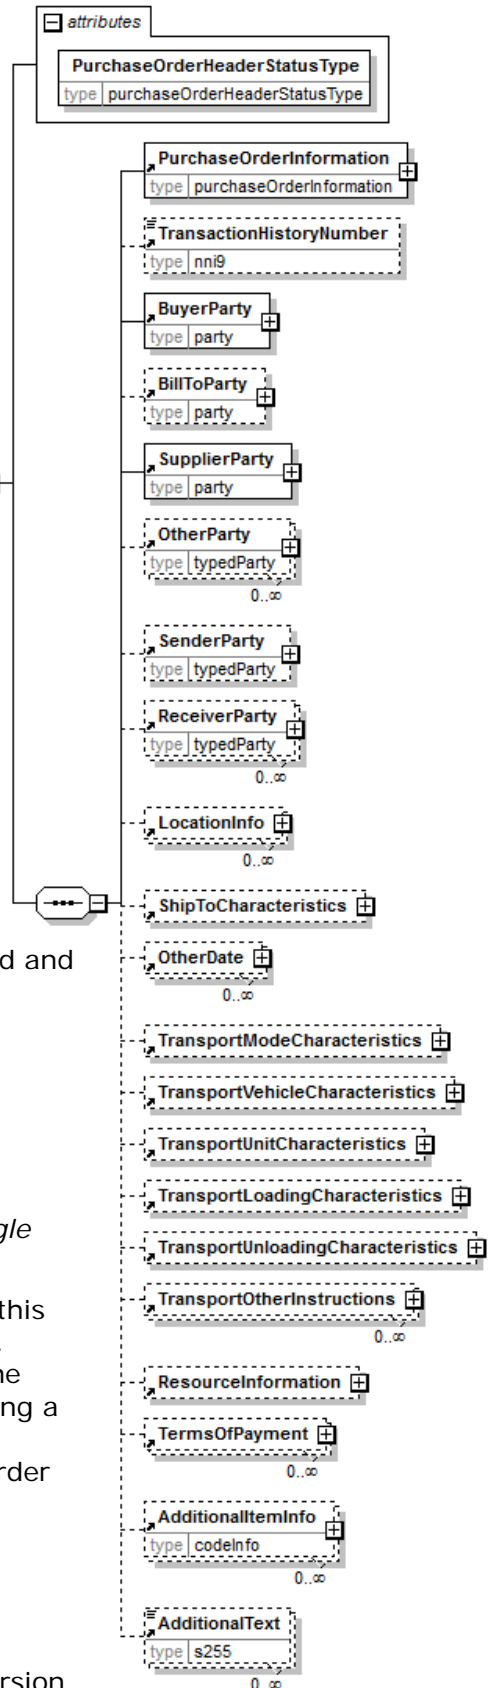 attributes
PurchaseOrderHeaderStatusType
type purchaseOrderHeaderStatusType
PurchaseOrderInformation
type purchaseOrderInformation
TransactionHistoryNumber
type nni9
BuyerParty
type party
BillToParty
type party
SupplierParty
type party
OtherParty
type typedParty
0..∞
SenderParty
type typedParty
ReceiverParty
type typedParty
0..∞
LocationInfo
0..∞
ShipToCharacteristics
d and
OtherDate
0..∞
TransportModeCharacteristics
TransportVehicleCharacteristics
TransportUnitCharacteristics
TransportLoadingCharacteristics
gle
TransportUnloadingCharacteristics
this
TransportOtherInstructions
0..∞
ne
ResourceInformation
ng a
TermsOfPayment
rder
0..∞
AdditionalItemInfo
type codeInfo
0..∞
AdditionalText
type s255
rsion
0..∞